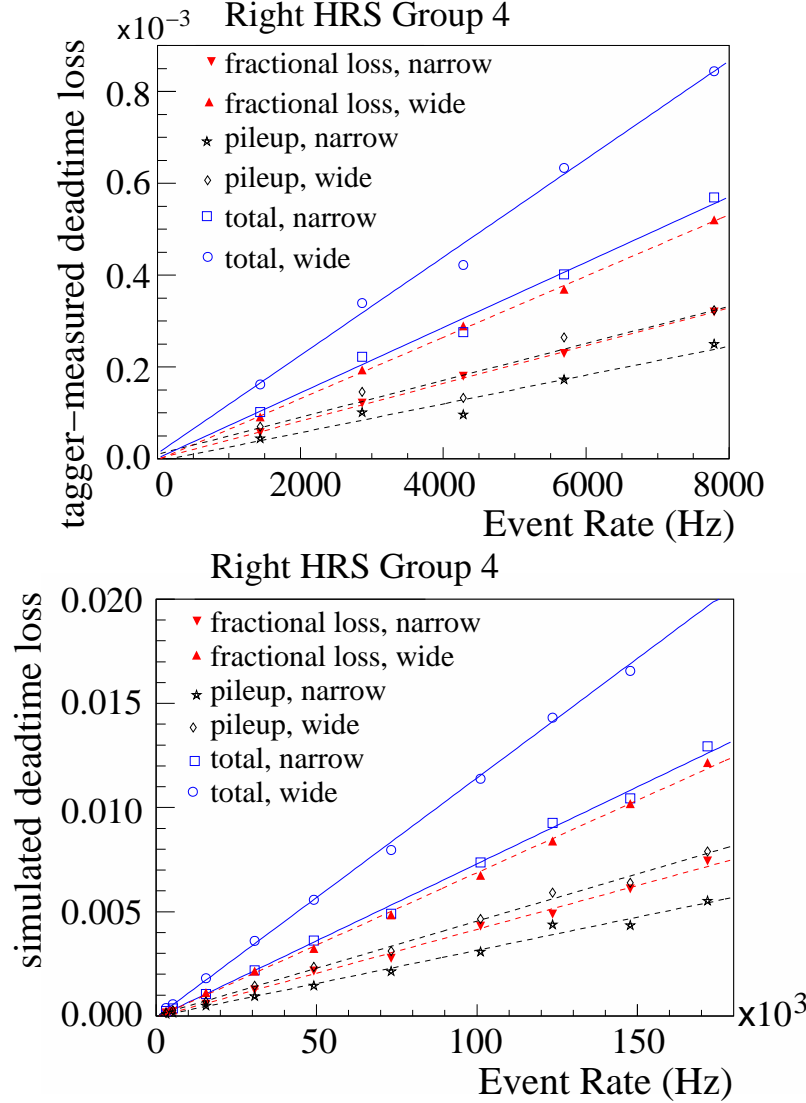 Right HRS Group 4
×10⁻³
tagger−measured deadtime loss
0.8
0.6
0.4
0.2
0.0
fractional loss, narrow
fractional loss, wide
pileup, narrow
pileup, wide
total, narrow
total, wide
0 2000 4000 6000 8000
Event Rate (Hz)
Right HRS Group 4
simulated deadtime loss
0.020
0.015
0.010
0.005
0.000
fractional loss, narrow
fractional loss, wide
pileup, narrow
pileup, wide
total, narrow
total, wide
0 50 100 150
×10³
Event Rate (Hz)